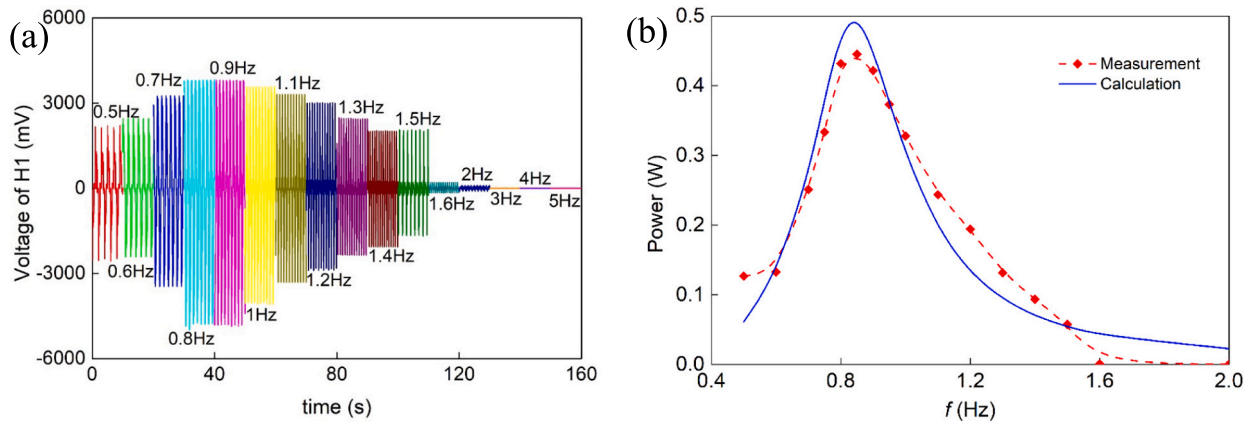 (a)
Voltage of H1 (mV)
6000
3000
0
-3000
-6000
0.5Hz
0.7Hz
0.9Hz
1.1Hz
1.3Hz
1.5Hz
2Hz
4Hz
0.6Hz
0.8Hz
1Hz
1.2Hz
1.4Hz
1.6Hz
3Hz
5Hz
0 40 80 120 160
time (s)
(b)
Power (W)
0.5
0.4
0.3
0.2
0.1
0.0
Measurement
Calculation
0.4 0.8 1.2 1.6 2.0
f (Hz)